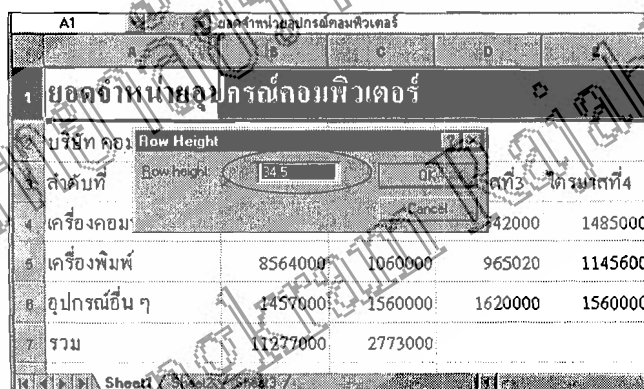 A1 ยอดจำหน่ายอุปกรณ์คอมพิวเตอร์
A B C D E
1 ยอดจำหน่ายอุปกรณ์คอมพิวเตอร์
2 บริษัท คอม
Row Height
Row height: 34.5 OK
Cancel
3 ลำดับที่ สที่3 ไตรมาสที่4
4 เครื่องคอม 542000 1485000
5 เครื่องพิมพ์ 8564000 1060000 965020 1145600
6 อุปกรณ์อื่น ๆ 1457000 1560000 1620000 1560000
7 รวม 11277000 2773000
Sheet1 Sheet2 Sheet3